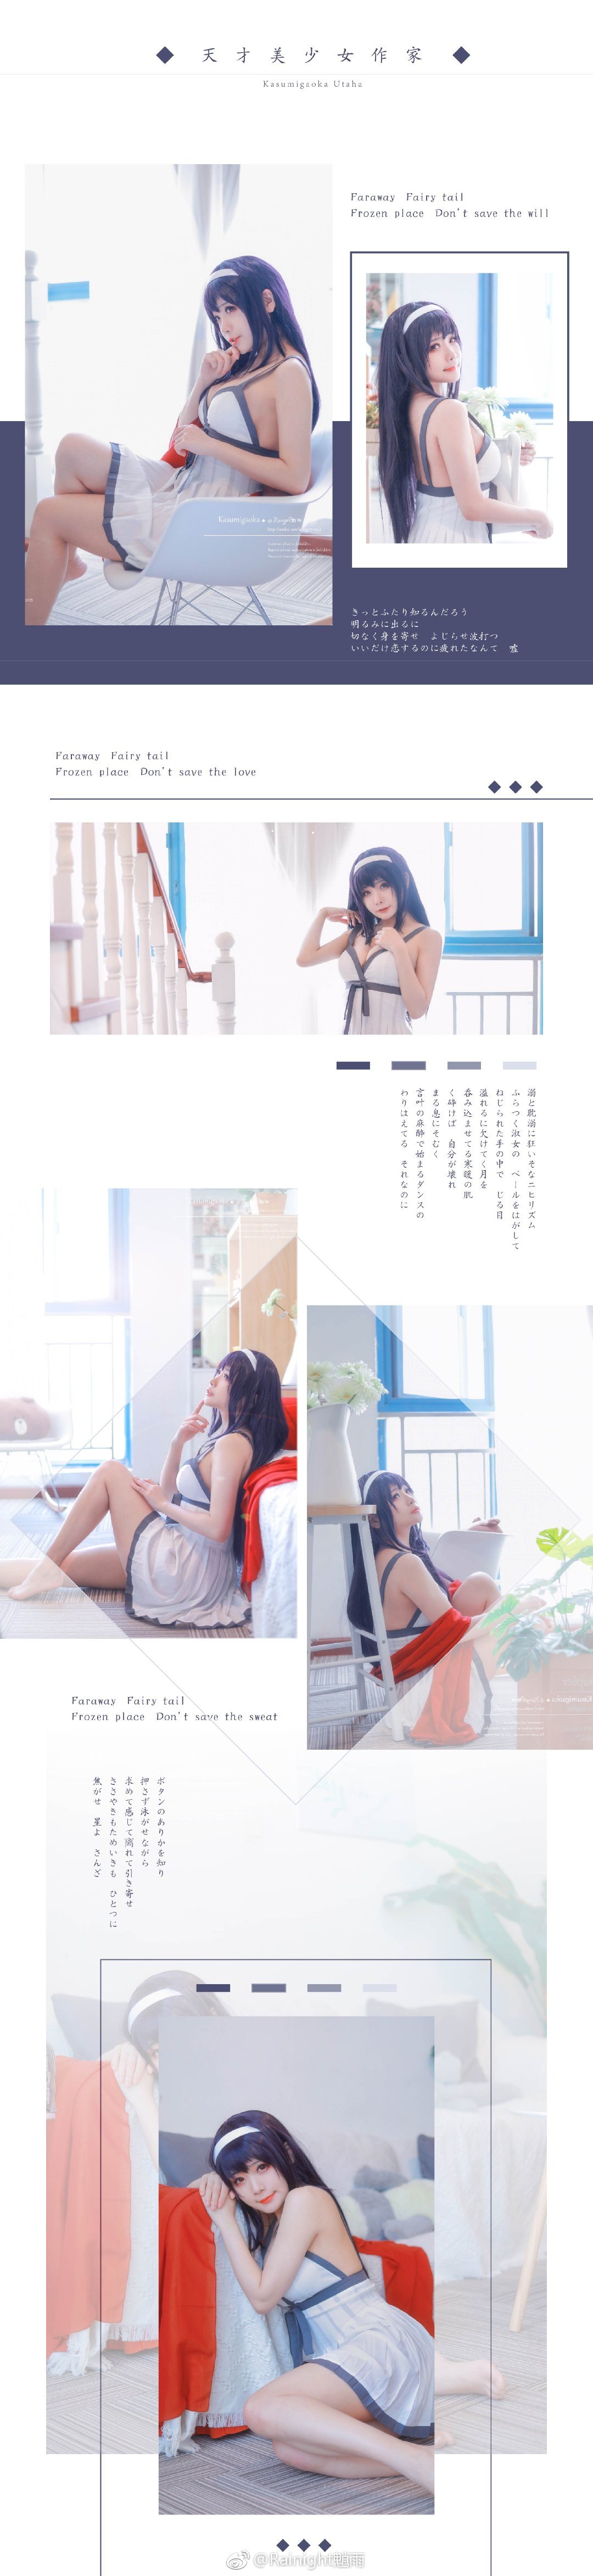 天才美少女作家
Kasumigaoka Utaha
Faraway Fairy tail
Frozen place Don't save the will
Kasumigaoka
きっとふたり知るんだろう
明るみに出るに
切なく身を寄せ よじらせ波打つ
いいだけ恋するのに疲れたなんて 嘘
Faraway Fairy tail
Frozen place Don't save the love
溺と耽溺に狂いそなニヒリズム
ふらつく淑女の ベールをはがして
ねじられた手の中で じる月
溢れるに欠けてく月を
呑み込ませてる寒暖の肌
く砕けば 自分が壊れ
まる息にそむく
言叶の麻酔で始まるダンスの
わりはえてる それなのに
Faraway Fairy tail
Frozen place Don't save the sweat
ボタンのありかを知り
押さず泳がせながら
求めて感じて离れて引き寄せ
ささやきもためいきも ひとつに
焦がせ 星よ さんざ
@Rainight魈雨